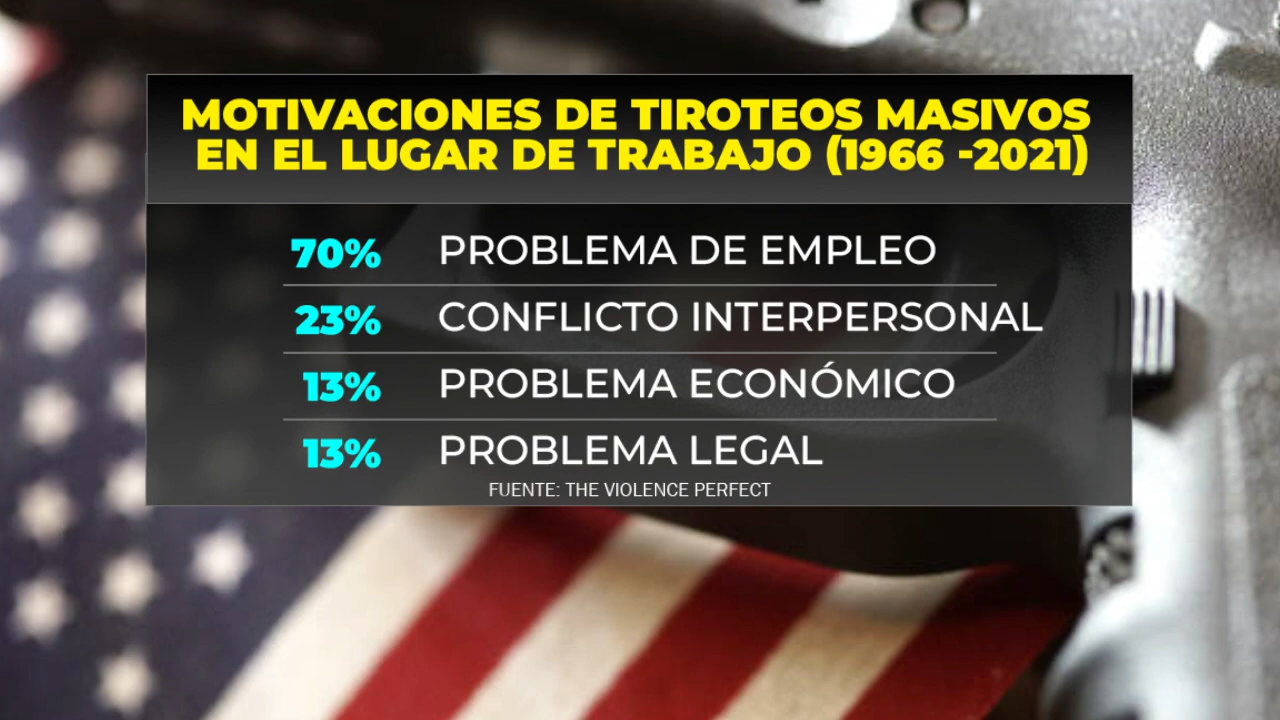 MOTIVACIONES DE TIROTEOS MASIVOS
EN EL LUGAR DE TRABAJO (1966 -2021)
70% PROBLEMA DE EMPLEO
23% CONFLICTO INTERPERSONAL
13% PROBLEMA ECONÓMICO
13% PROBLEMA LEGAL
FUENTE: THE VIOLENCE PERFECT